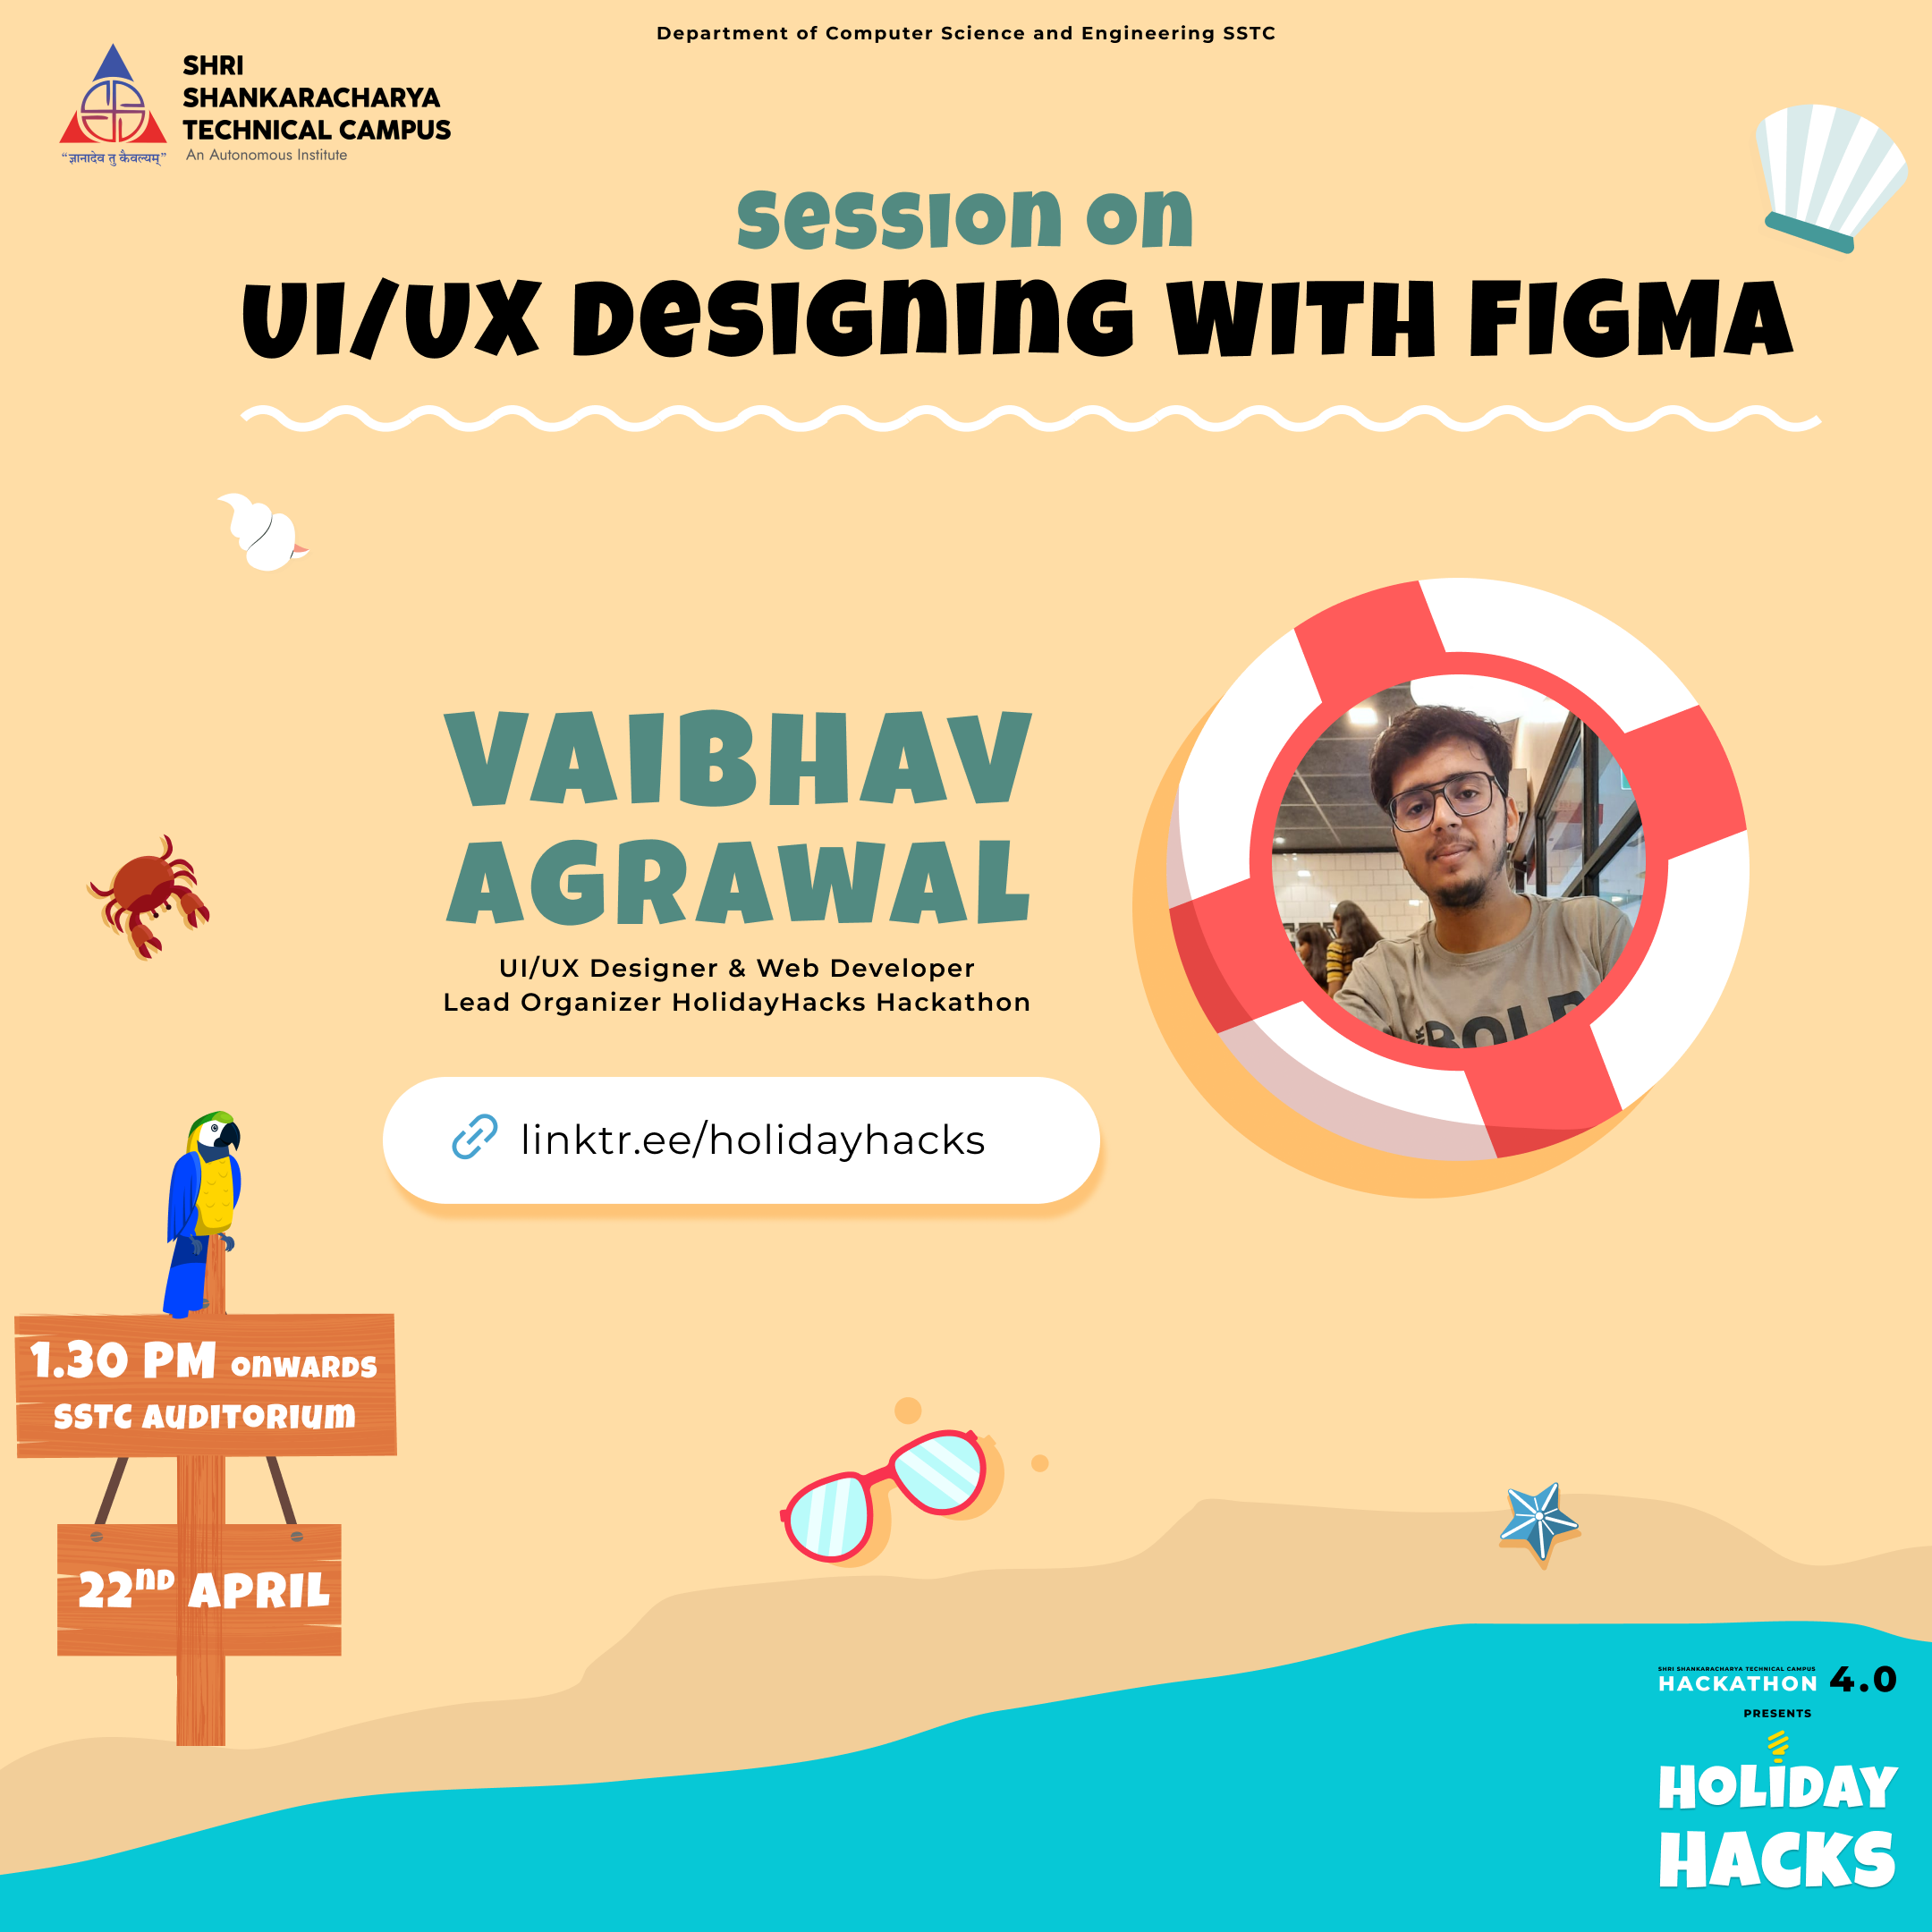 Department of Computer Science and Engineering SSTC
SHRI
SHANKARACHARYA
TECHNICAL CAMPUS
An Autonomous Institute
“ज्ञानादेव तु कैवल्यम्”
Session on
UI/UX Designing With Figma
VAIBHAV
AGRAWAL
UI/UX Designer & Web Developer
Lead Organizer HolidayHacks Hackathon
BOLD
linktr.ee/holidayhacks
1.30 PM onwards
SSTC Auditorium
22nd April
SHRI SHANKARACHARYA TECHNICAL CAMPUS
HACKATHON 4.0
PRESENTS
HOLIDAY
HACKS